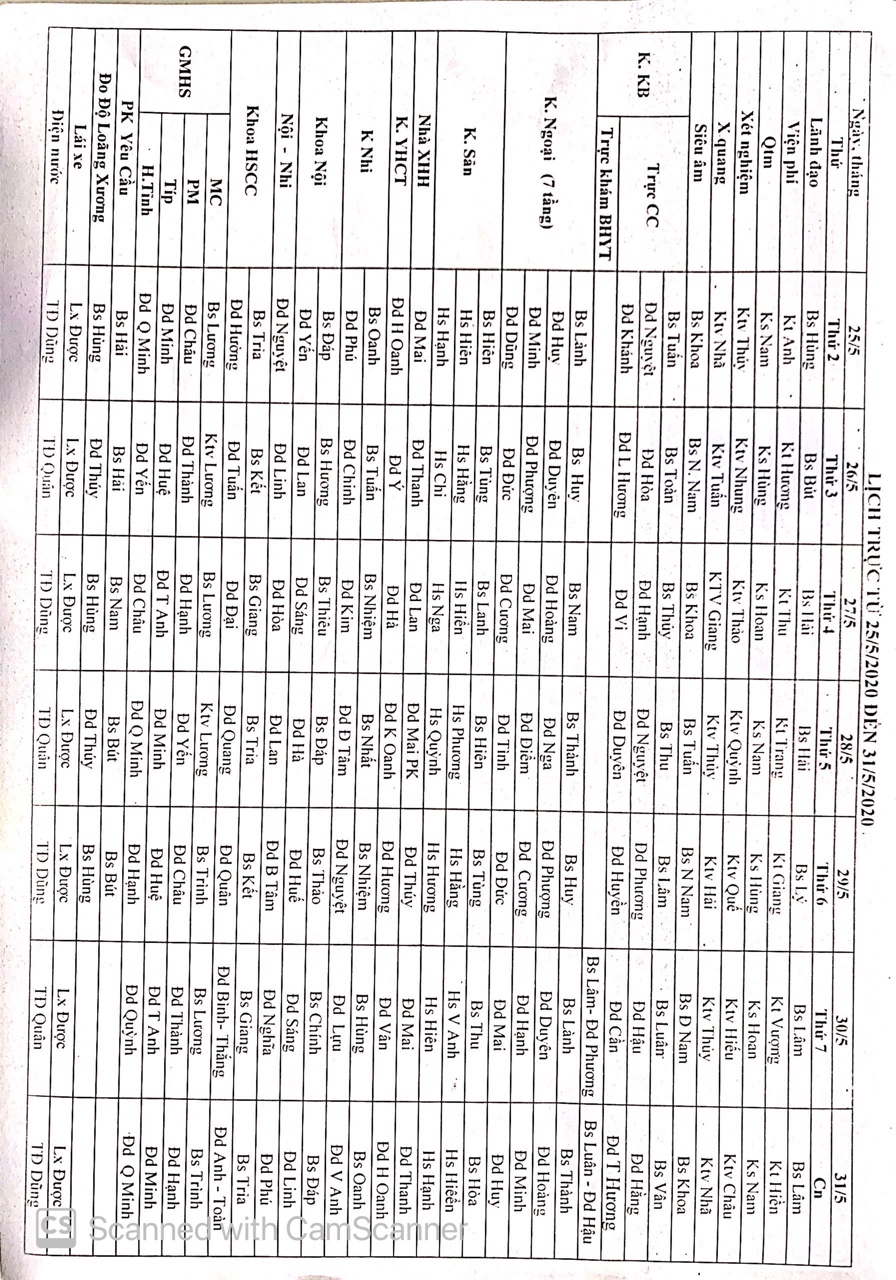 LỊCH TRỰC TỪ 25/5/2020 ĐẾN 31/5/2020
Ngày, tháng 25/5 26/5 27/5 28/5 29/5 30/5 31/5
Thứ Thứ 2 Thứ 3 Thứ 4 Thứ 5 Thứ 6 Thứ 7 Cn
Lãnh đạo Bs Hùng Bs Bút Bs Hải Bs Hải Bs Lý Bs Lâm Bs Lâm
Viện phí Kt Anh Kt Hương Kt Thu Kt Trang Kt Giang Kt Vượng Kt Hiền
Qtm Ks Nam Ks Hùng Ks Hoan Ks Nam Ks Hùng Ks Hoan Ks Nam
Xét nghiệm Ktv Thủy Ktv Nhung Ktv Thảo Ktv Quỳnh Ktv Quế Ktv Hiếu Ktv Châu
X quang Ktv Nhã Ktv Tuấn KTV Giang Ktv Thủy Ktv Hải Ktv Thủy Ktv Nhã
Siêu âm Bs Khoa Bs N. Nam Bs Khoa Bs Tuấn Bs N Nam Bs Đ Nam Bs Khoa
K. KB Trực CC Bs Tuấn Bs Toàn Bs Thủy Bs Thu Bs Lâm Bs Luân Bs Vân
Đd Nguyệt Đd Hòa Đd Hạnh Đd Nguyệt Đd Phương Đd Hậu Đd Hằng
Đd Khánh Đd L Hương Đd Vi Đd Duyên Đd Huyền Đd Cần Đd T Hương
Trực khám BHYT Bs Lâm- Đd Phương Bs Luân - Đd Hậu
K. Ngoại (7 tầng) Bs Lành Bs Huy Bs Nam Bs Thành Bs Huy Bs Lành Bs Thành
Đd Huy Đd Duyên Đd Hoàng Đd Nga Đd Phượng Đd Duyên Đd Hoàng
Đd Minh Đd Phượng Đd Mai Đd Điểm Đd Cương Đd Hạnh Đd Minh
Đd Dũng Đd Đức Đd Cương Đd Tình Đd Đức Đd Mai Đd Huy
K. Sản Bs Hiên Bs Tùng Bs Lanh Bs Hiên Bs Tùng Bs Thu Bs Hòa
Hs Hiên Hs Hằng Hs Hiền Hs Phương Hs Hằng Hs V Anh Hs Hiềển
Hs Hạnh Hs Chi Hs Nga Hs Quỳnh Hs Hương Hs Hiên Hs Hạnh
Nhà XHH Đd Mai Đd Thanh Đd Lan Đd Mai PK Đd Thúy Đd Mai Đd Thanh
K. YHCT Đd H Oanh Đd Ý Đd Hà Đd K Oanh Đd Hương Đd Vân Đd H Oanh
K Nhi Bs Oanh Bs Tuấn Bs Nhiệm Bs Nhất Bs Nhiệm Bs Hùng Bs Oanh
Đd Phú Đd Chinh Đd Kim Đd Đ Tâm Đd Nguyệt Đd Lựu Đd V Anh
Khoa Nội Bs Đáp Bs Hương Bs Thiêu Bs Đáp Bs Thảo Bs Chính Bs Đáp
Đd Yến Đd Lan Đd Sáng Đd Hà Đd Huế Đd Sáng Đd Linh
Nội - Nhi Đd Nguyệt Đd Linh Đd Hòa Đd Lan Đd B Tâm Đd Nghĩa Đd Phú
Khoa HSCC Bs Tria Bs Kết Bs Giang Bs Tria Bs Kết Bs Giang Bs Tria
Đd Hường Đd Tuấn Đd Đại Đd Quang Đd Quân Đd Bình- Thắng Đd Anh - Toàn
GMHS MC Bs Lương Ktv Lương Bs Lương Ktv Lương Bs Trình Bs Lương Bs Trình
PM Đd Châu Đd Thành Đd Hạnh Đd Yến Đd Châu Đd Thành Đd Hạnh
Típ Đd Minh Đd Huệ Đd T Anh Đd Minh Đd Huệ Đd T Anh Đd Minh
H.Tỉnh Đd Q Minh Đd Yến Đd Châu Đd Q Minh Đd Hạnh Đd Quỳnh Đd Q Minh
PK Yêu Cầu Bs Hải Bs Hải Bs Nam Bs Bút Bs Bút
Đo Độ Loãng Xương Bs Hùng Đd Thúy Bs Hùng Đd Thúy Bs Hùng
Lái xe Lx Được Lx Được Lx Được Lx Được Lx Được Lx Được Lx Được
Điện nước TĐ Dũng TĐ Quân TĐ Dũng TĐ Quân TĐ Dũng TĐ Quân TĐ Dũng
CS Scanned with CamScanner